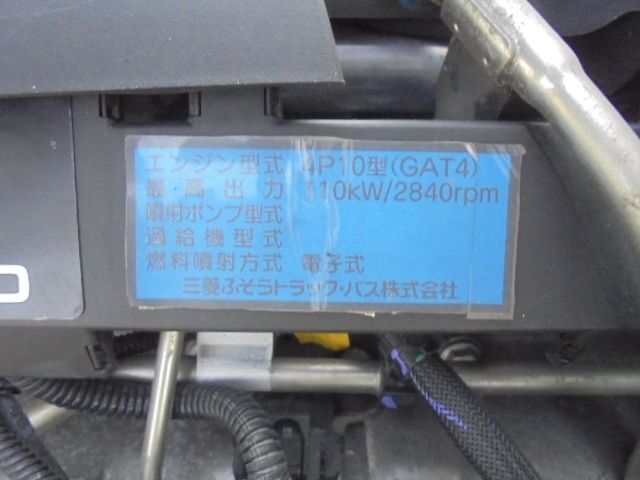 エンジン型式 4P10型(GAT4)
最・高出力 110kW/2840rpm
噴射ポンプ型式
過給機型式
燃料噴射方式 電子式
三菱ふそうトラック・バス株式会社